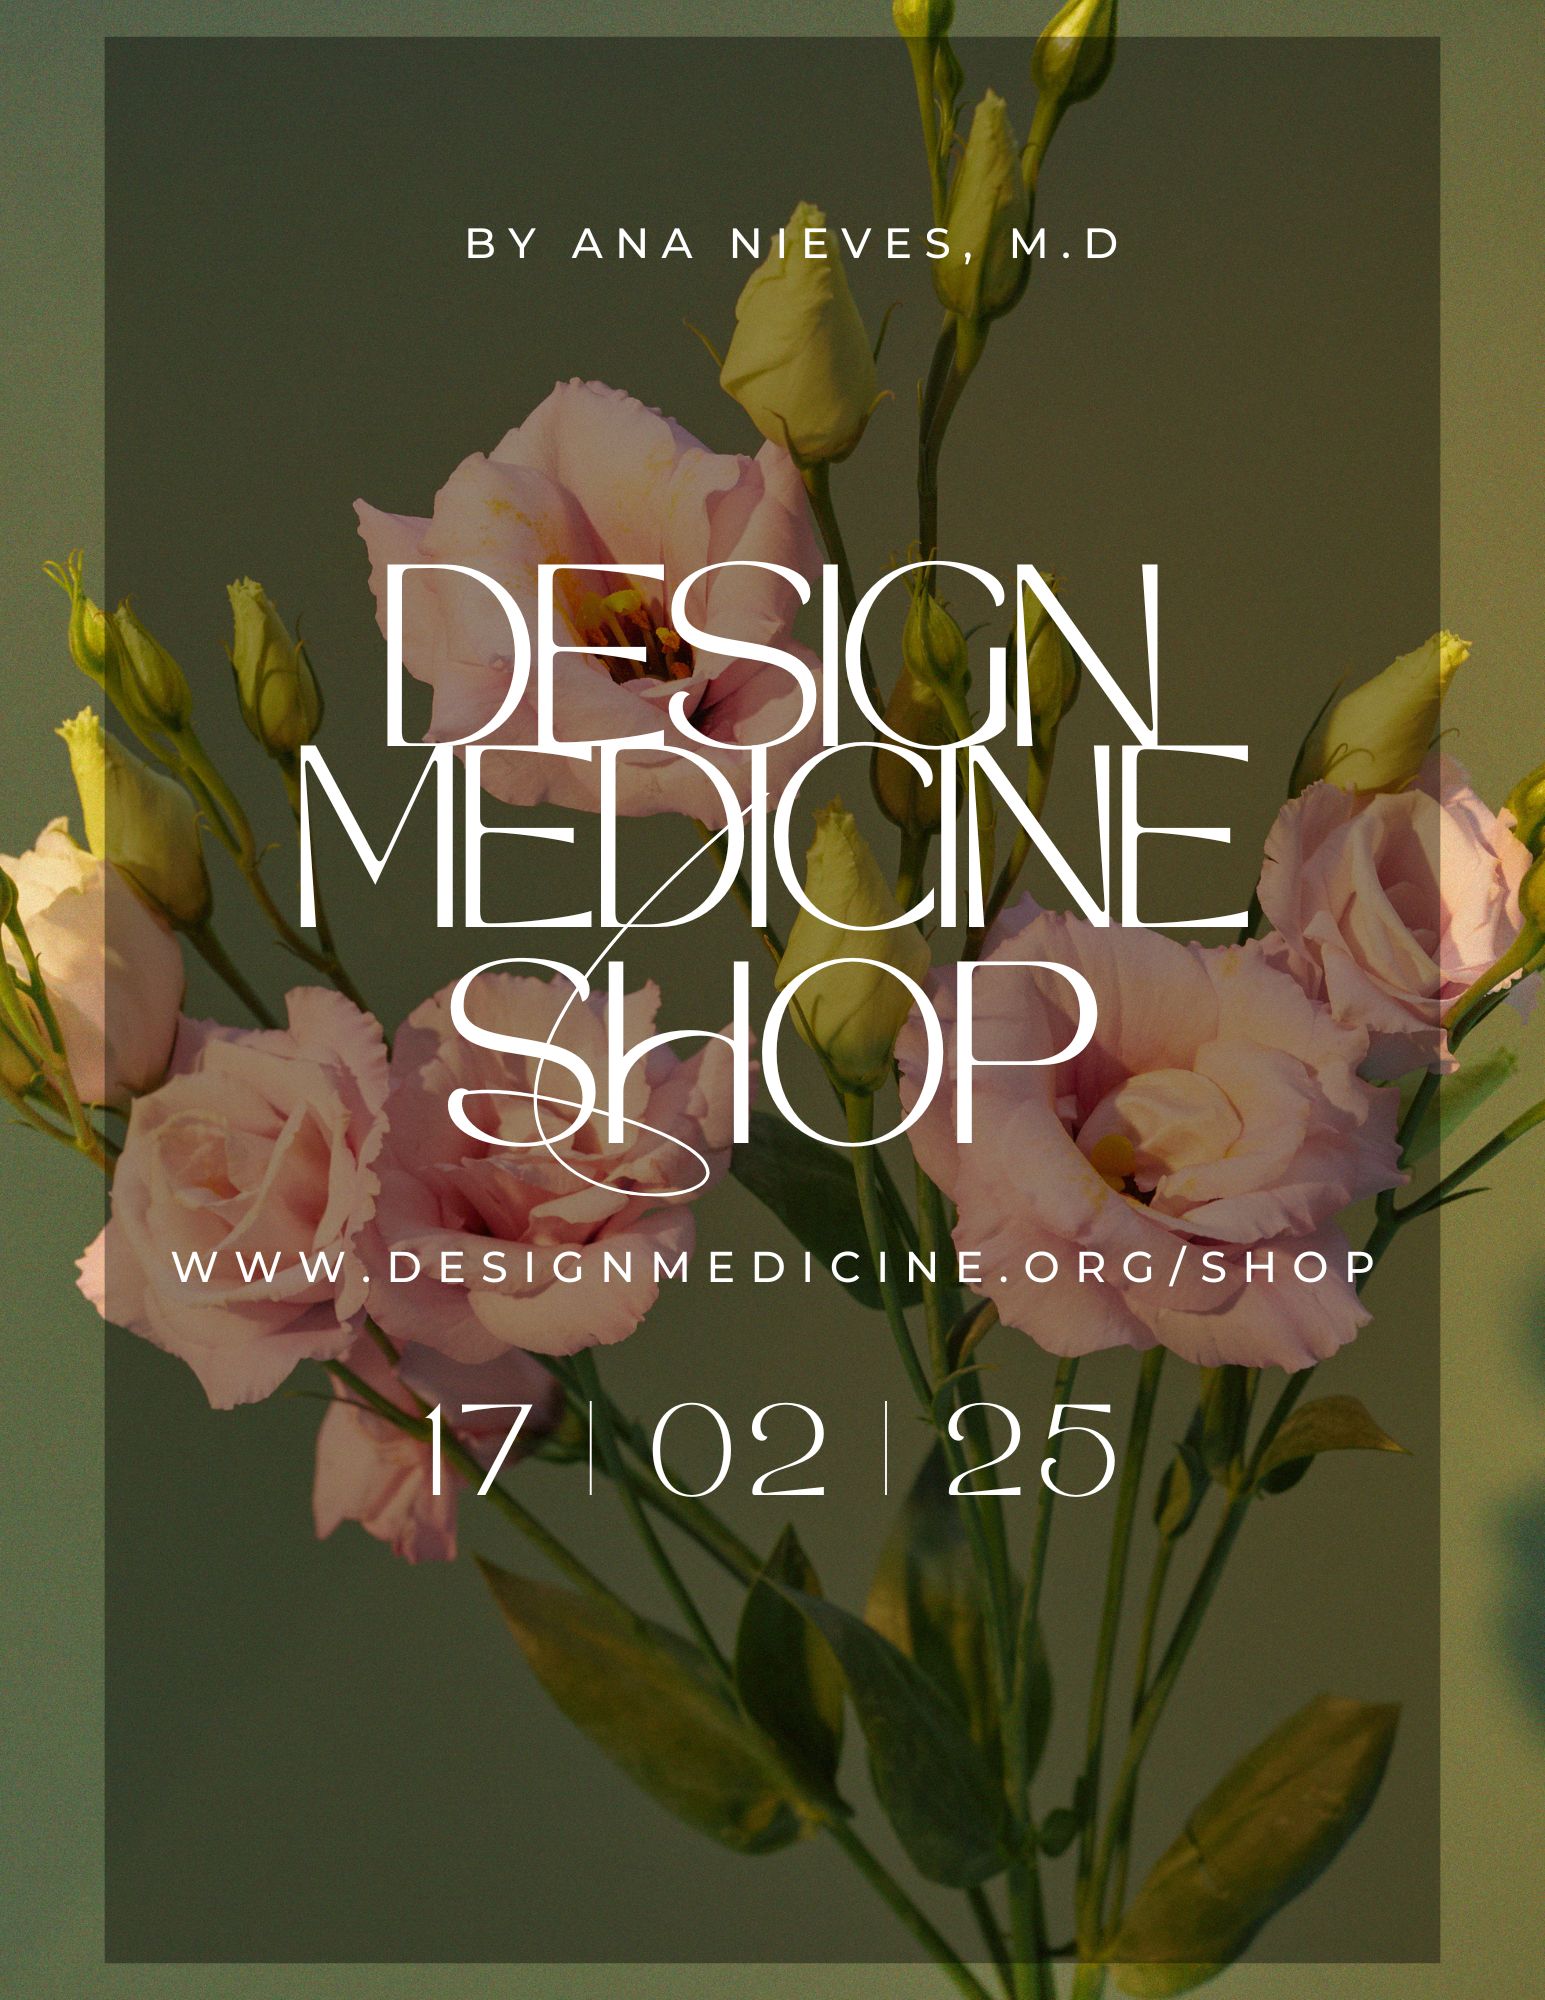 BY ANA NIEVES, M.D
DESIGN
MEDICINE
SHOP
WWW.DESIGNMEDICINE.ORG/SHOP
17 | 02 | 25